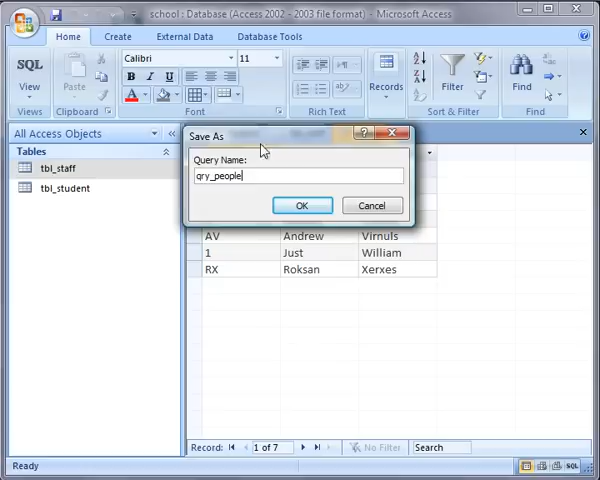 school : Database (Access 2002 - 2003 file format) - Microsoft Access
Home Create External Data Database Tools
SQL
View
Views
Paste
Clipboard
Calibri 11
B I U
A
Font
Rich Text
Records
Filter
Sort & Filter
Find
Find
All Access Objects
Tables
tbl_staff
tbl_student
Save As
Query Name:
qry_people
OK Cancel
AV Andrew Virnuls
1 Just William
RX Roksan Xerxes
Record: 1 of 7 No Filter Search
Ready
SQL